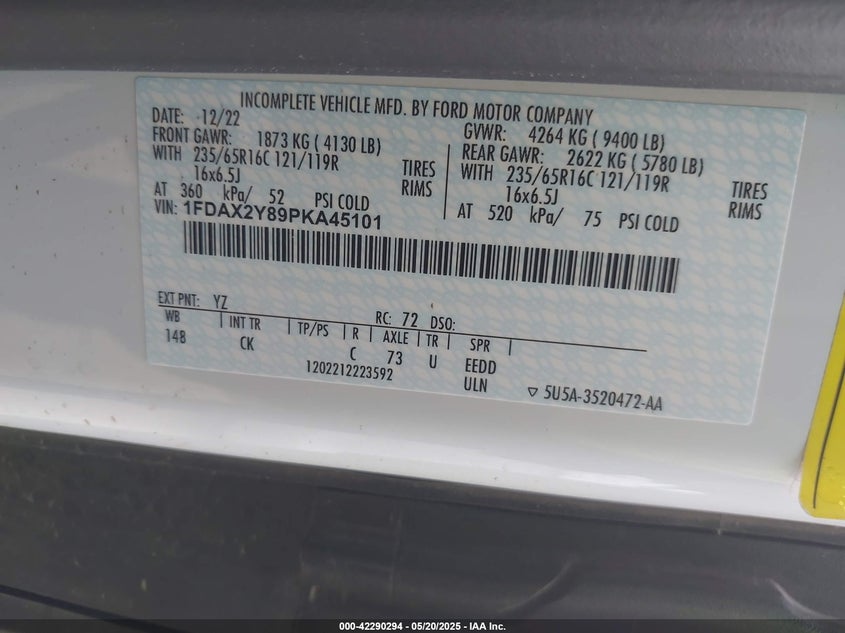 INCOMPLETE VEHICLE MFD. BY FORD MOTOR COMPANY
DATE: 12/22
GVWR: 4264 KG ( 9400 LB)
FRONT GAWR: 1873 KG ( 4130 LB)
REAR GAWR: 2622 KG ( 5780 LB)
WITH 235/65R16C 121/119R TIRES
WITH 235/65R16C 121/119R TIRES
16x6.5J RIMS
16x6.5J RIMS
AT 360 kPa/ 52 PSI COLD
AT 520 kPa/ 75 PSI COLD
VIN: 1FDAX2Y89PKA45101
EXT PNT: YZ RC: 72 DSO:
WB INT TR TP/PS R AXLE TR SPR
148 CK C 73 U EEDD
1202212223592 ULN ▽ 5U5A-3520472-AA
000-42290294 - 05/20/2025 - IAA Inc.